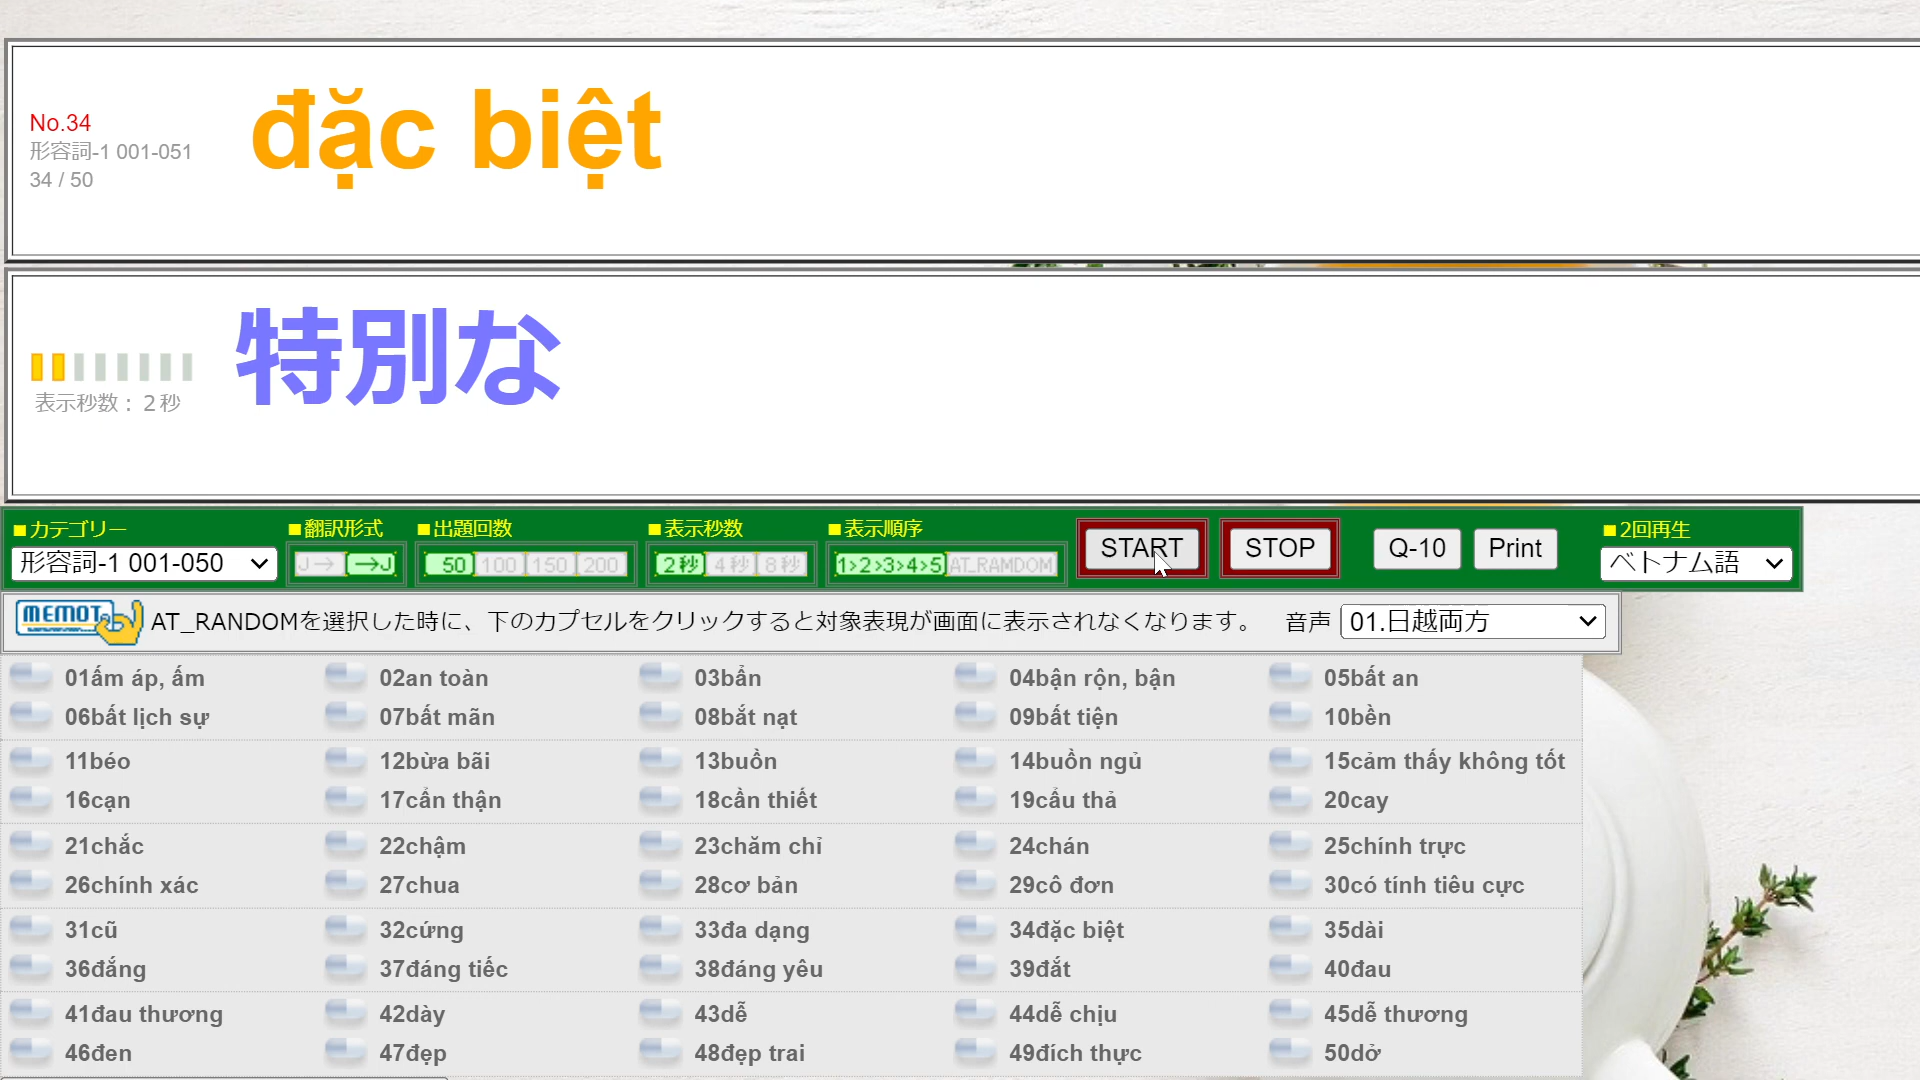 No.34
形容詞-1 001-051
34 / 50
đặc biệt
特別な
表示秒数：2秒
■カテゴリー ■翻訳形式 ■出題回数 ■表示秒数 ■表示順序 ■2回再生
形容詞-1 001-050 J→ →J 50 100 150 200 2秒 4秒 8秒 1>2>3>4>5 AT_RAMDOM START STOP Q-10 Print ベトナム語
MEMOT AT_RANDOMを選択した時に、下のカプセルをクリックすると対象表現が画面に表示されなくなります。 音声 01.日越両方
01ấm áp, ấm 02an toàn 03bẩn 04bận rộn, bận 05bất an
06bất lịch sự 07bất mãn 08bắt nạt 09bất tiện 10bền
11béo 12bừa bãi 13buồn 14buồn ngủ 15cảm thấy không tốt
16cạn 17cẩn thận 18cần thiết 19cẩu thả 20cay
21chắc 22chậm 23chăm chỉ 24chán 25chính trực
26chính xác 27chua 28cơ bản 29cô đơn 30có tính tiêu cực
31cũ 32cứng 33đa dạng 34đặc biệt 35dài
36đắng 37đáng tiếc 38đáng yêu 39đắt 40đau
41đau thương 42dày 43dễ 44dễ chịu 45dễ thương
46đen 47đẹp 48đẹp trai 49đích thực 50dở